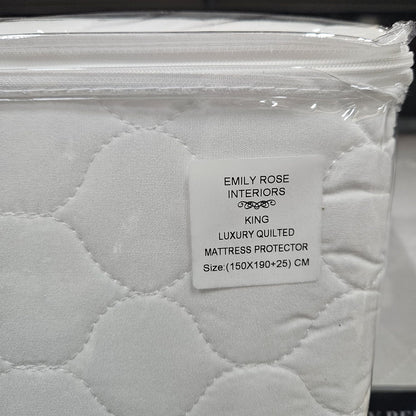 EMILY ROSE
INTERIORS
KING
LUXURY QUILTED
MATTRESS PROTECTOR
Size:(150X190+25) CM